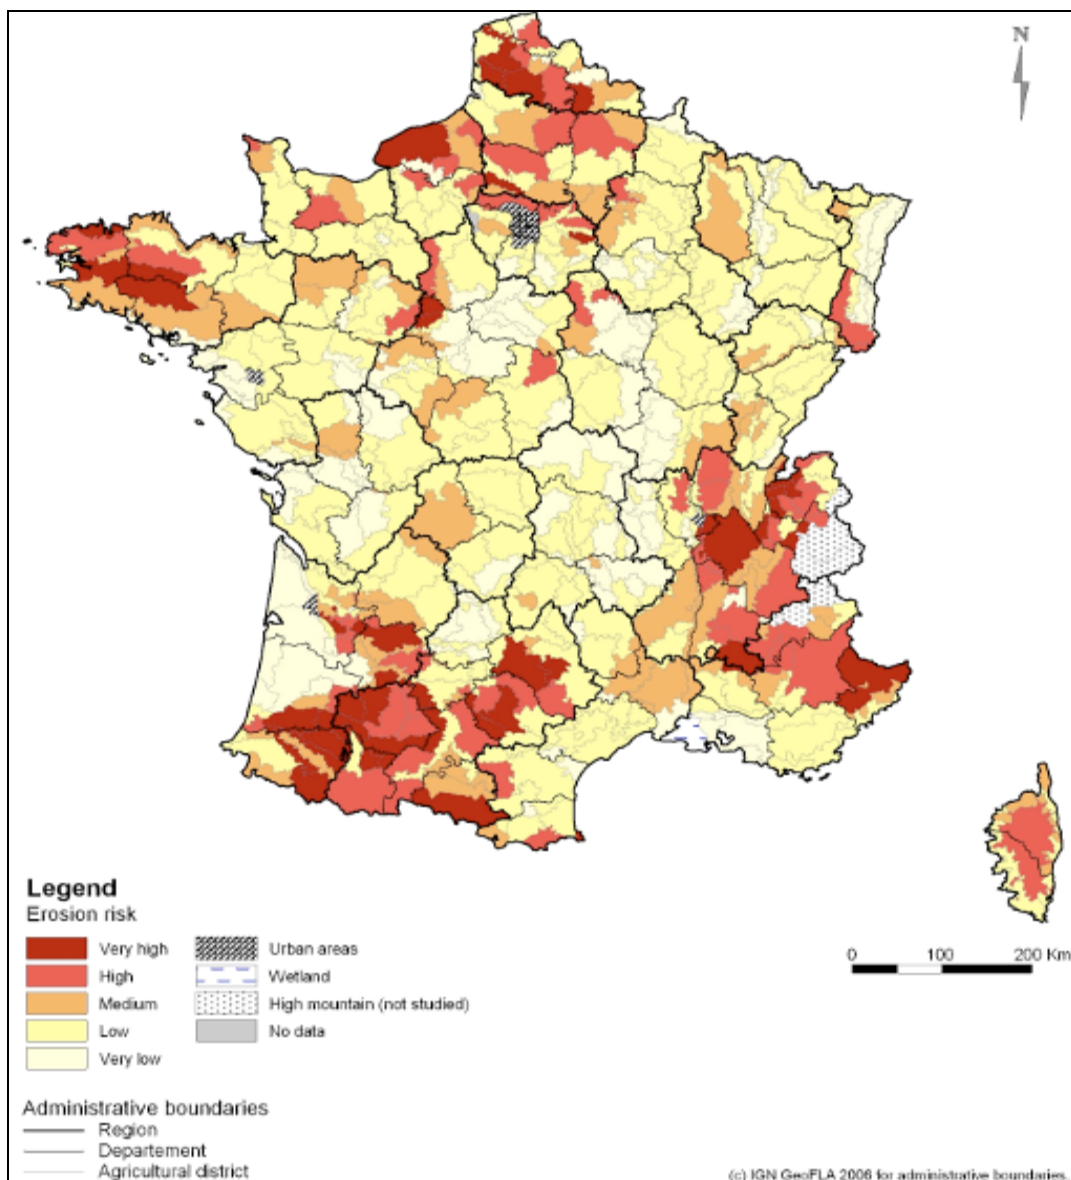 N
Legend
Erosion risk
Very high
High
Medium
Low
Very low
Urban areas
Wetland
High mountain (not studied)
No data
0 100 200 Km
Administrative boundaries
Region
Departement
Agricultural district
(c) IGN GeoFLA 2006 for administrative boundaries.